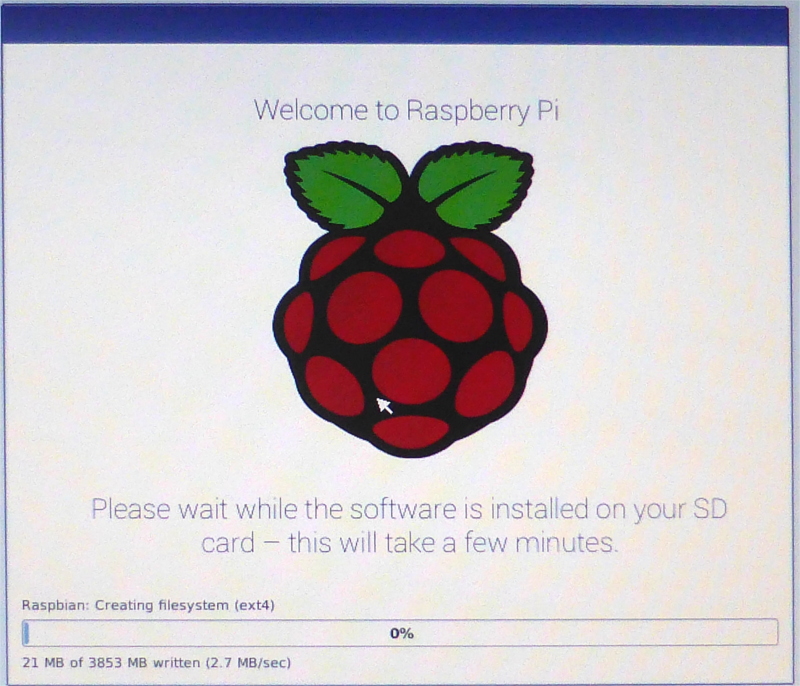 Welcome to Raspberry Pi
Please wait while the software is installed on your SD
card – this will take a few minutes.
Raspbian: Creating filesystem (ext4)
0%
21 MB of 3853 MB written (2.7 MB/sec)